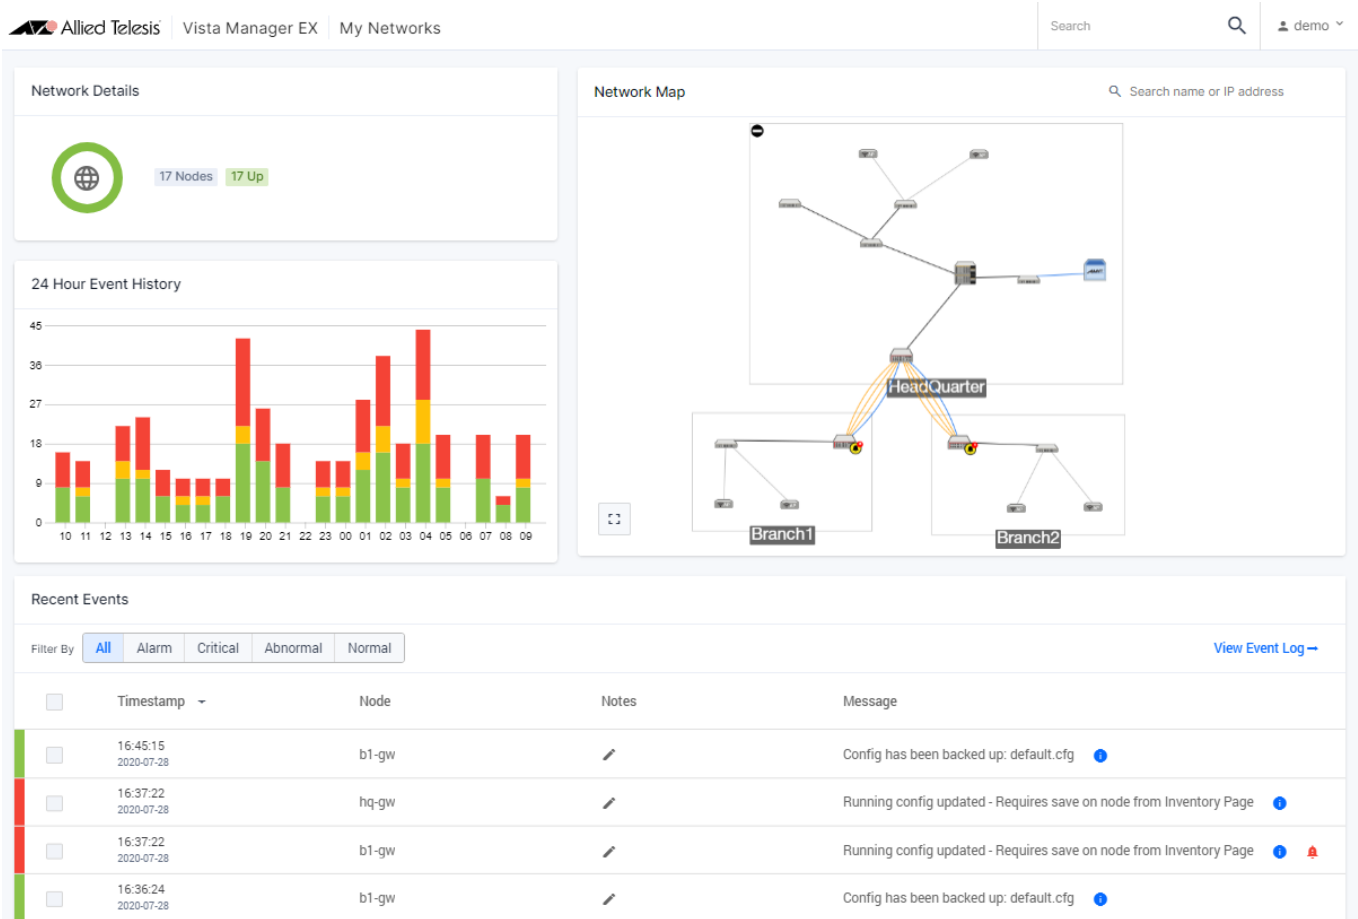 Allied Telesis Vista Manager EX My Networks Search demo
Network Details
17 Nodes 17 Up
24 Hour Event History
45
36
27
18
9
0
10 11 12 13 14 15 16 17 18 19 20 21 22 23 00 01 02 03 04 05 06 07 08 09
Network Map Search name or IP address
HeadQuarter
Branch1
Branch2
Recent Events
Filter By All Alarm Critical Abnormal Normal View Event Log
Timestamp Node Notes Message
16:45:15
2020-07-28
b1-gw Config has been backed up: default.cfg
16:37:22
2020-07-28
hq-gw Running config updated - Requires save on node from Inventory Page
16:37:22
2020-07-28
b1-gw Running config updated - Requires save on node from Inventory Page
16:36:24
2020-07-28
b1-gw Config has been backed up: default.cfg